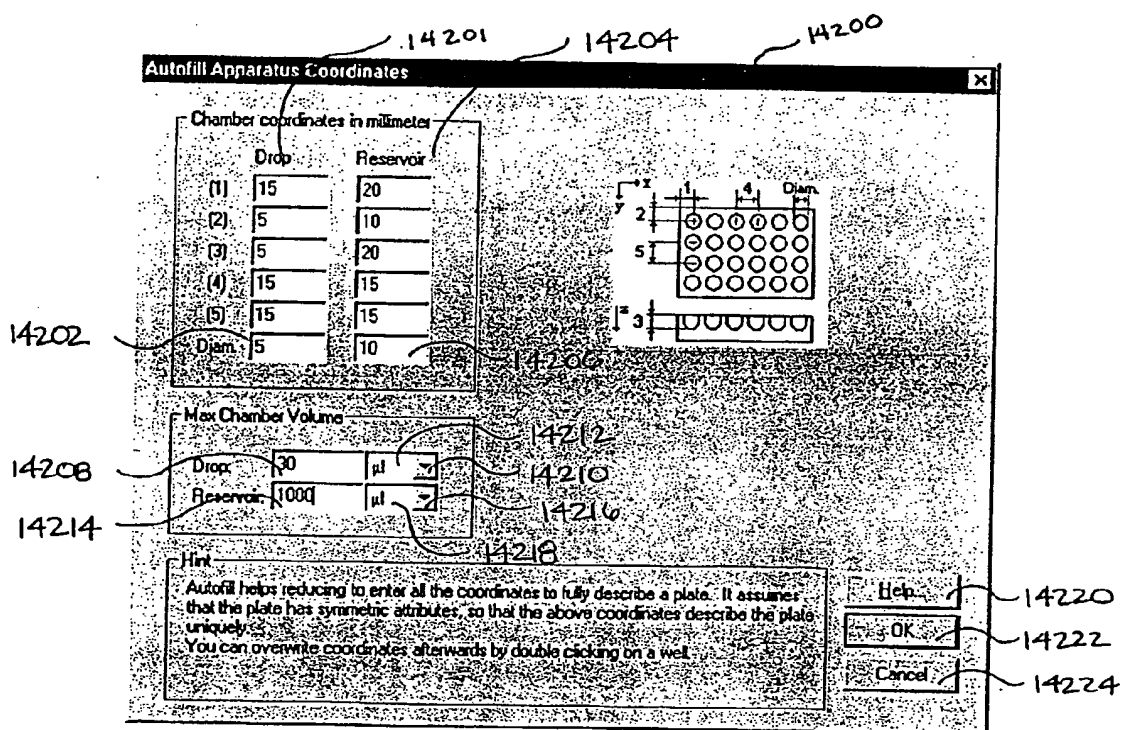 14201 14204 14200
Autofill Apparatus Coordinates
Chamber coordinates in millimeter
Drop Reservoir
(1) 15 20
(2) 5 10
(3) 5 20
(4) 15 15
(5) 15 15
Diam. 5 10
14202
14206
x 1 4 Diam.
y
2
5
z 3
Max Chamber Volume
14212
14208 Drop: 30 µl 14210
Reservoir: 1000 µl 14216
14214
14218
Hint
Autofill helps reducing to enter all the coordinates to fully describe a plate. It assumes
that the plate has symmetric attributes, so that the above coordinates describe the plate
uniquely.
You can overwrite coordinates afterwards by double clicking on a well.
Help... 14220
OK 14222
Cancel 14224